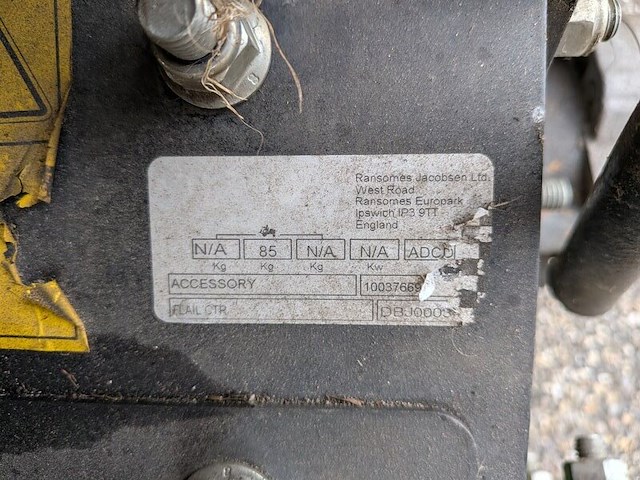 Ransomes Jacobsen Ltd.
West Road
Ransomes Europark
Ipswich IP3 9TT
England
N/A 85 N/A N/A
Kg Kg Kg Kw
ACCESSORY
FLAIL CTR